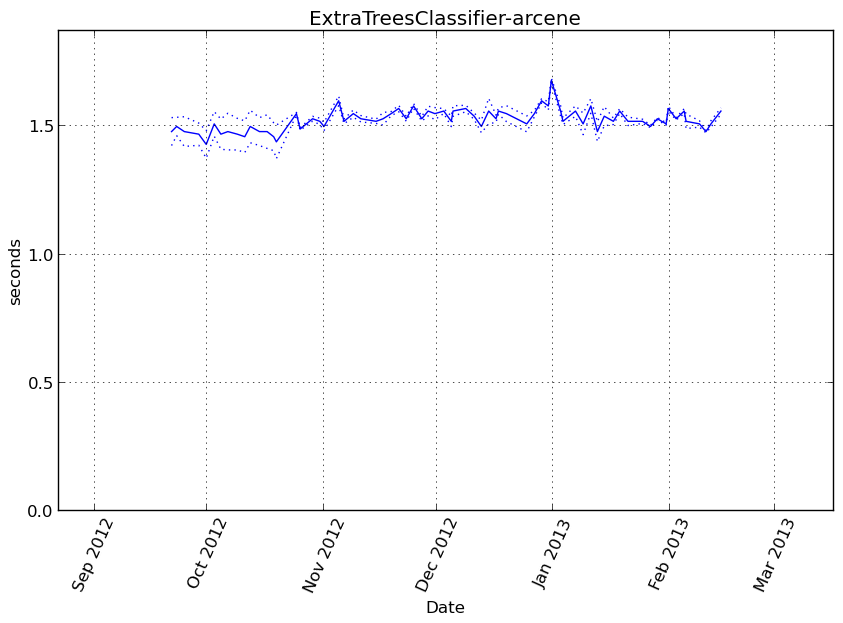 ExtraTreesClassifier-arcene
seconds
1.5
1.0
0.5
0.0
Sep 2012
Oct 2012
Nov 2012
Dec 2012
Jan 2013
Feb 2013
Mar 2013
Date